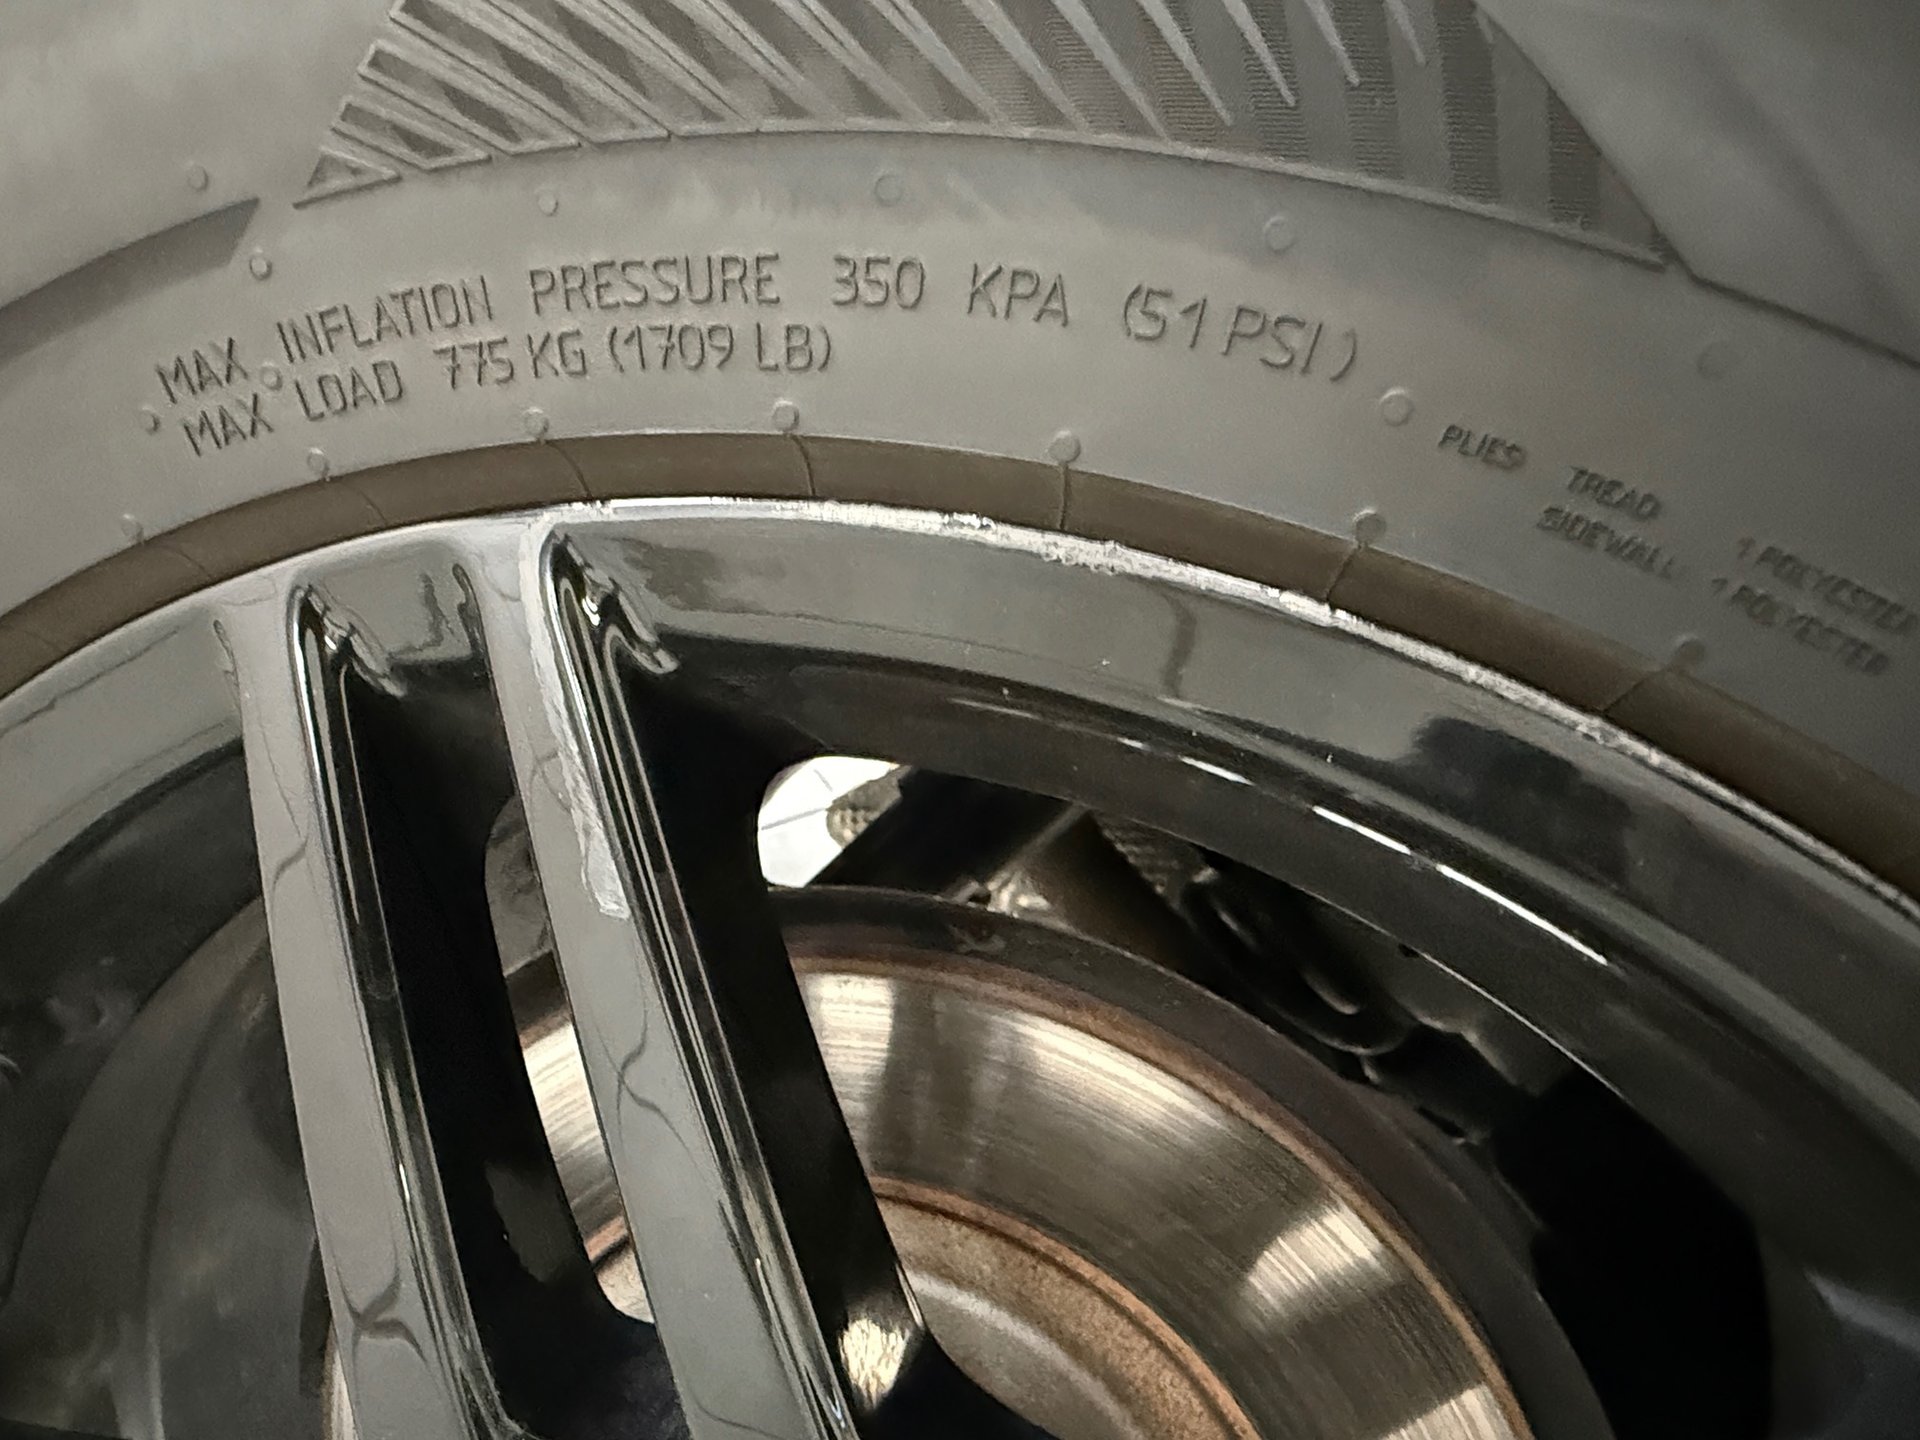 MAX INFLATION PRESSURE 350 KPA (51 PSI)
MAX LOAD 775 KG (1709 LB)
PLIES TREAD 1 POLYESTER
SIDEWALL 1 POLYESTER